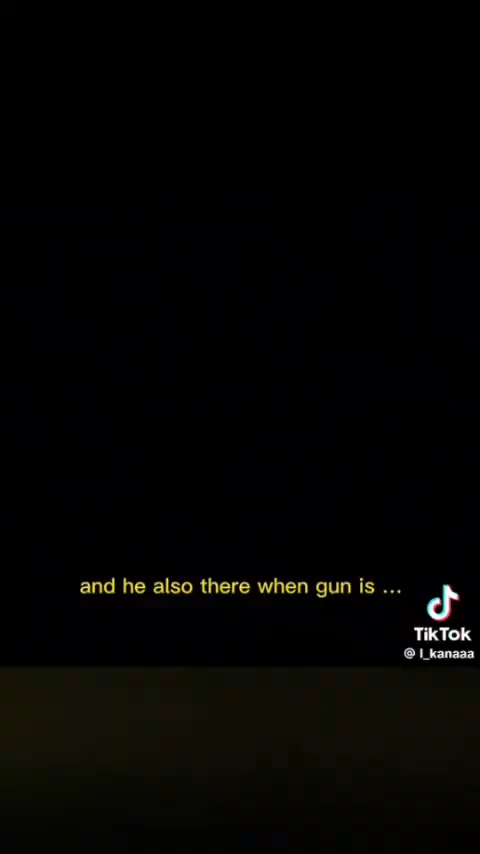 and he also there when gun is ...
TikTok
@ l_kanaaa